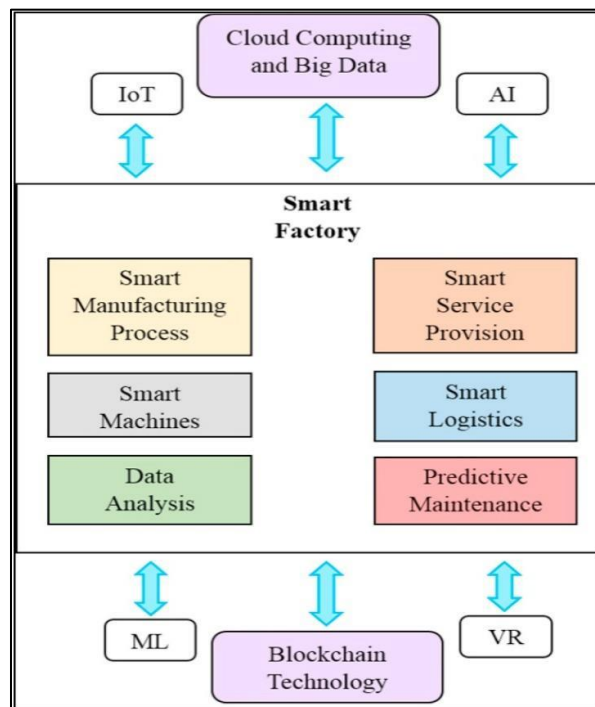 Cloud Computing
and Big Data
IoT
AI
Smart
Factory
Smart
Manufacturing
Process
Smart
Service
Provision
Smart
Machines
Smart
Logistics
Data
Analysis
Predictive
Maintenance
ML
Blockchain
Technology
VR